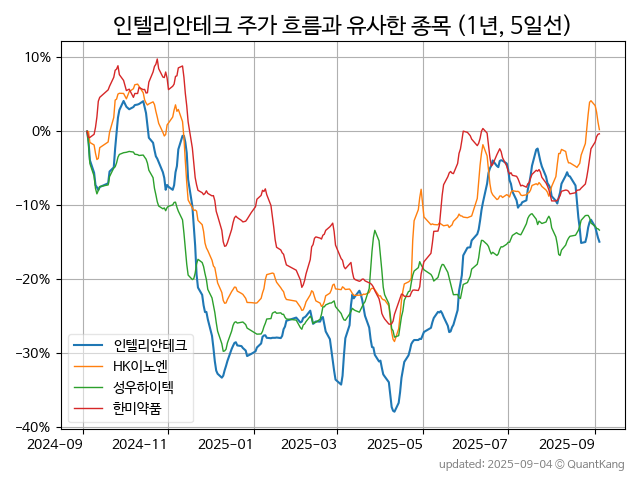 인텔리안테크 주가 흐름과 유사한 종목 (1년, 5일선)
10%
0%
−10%
−20%
−30%
−40%
인텔리안테크
HK이노엔
성우하이텍
한미약품
2024-09
2024-11
2025-01
2025-03
2025-05
2025-07
2025-09
updated: 2025-09-04 © QuantKang